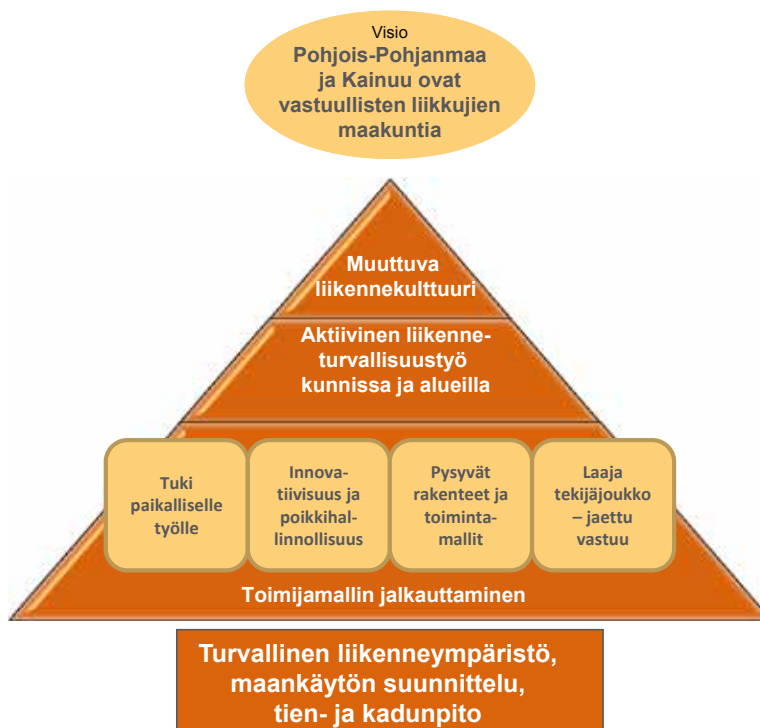 Visio
Pohjois-Pohjanmaa
ja Kainuu ovat
vastuullisten liikkujien
maakuntia
Muuttuva
liikennekulttuuri
Aktiivinen liikenne-
turvallisuustyö
kunnissa ja alueilla
Tuki
paikalliselle
työlle
Innova-
tiivisuus ja
poikkihal-
linnollisuus
Pysyvät
rakenteet ja
toiminta-
mallit
Laaja
tekijäjoukko
– jaettu
vastuu
Toimijamallin jalkauttaminen
Turvallinen liikenneympäristö,
maankäytön suunnittelu,
tien- ja kadunpito